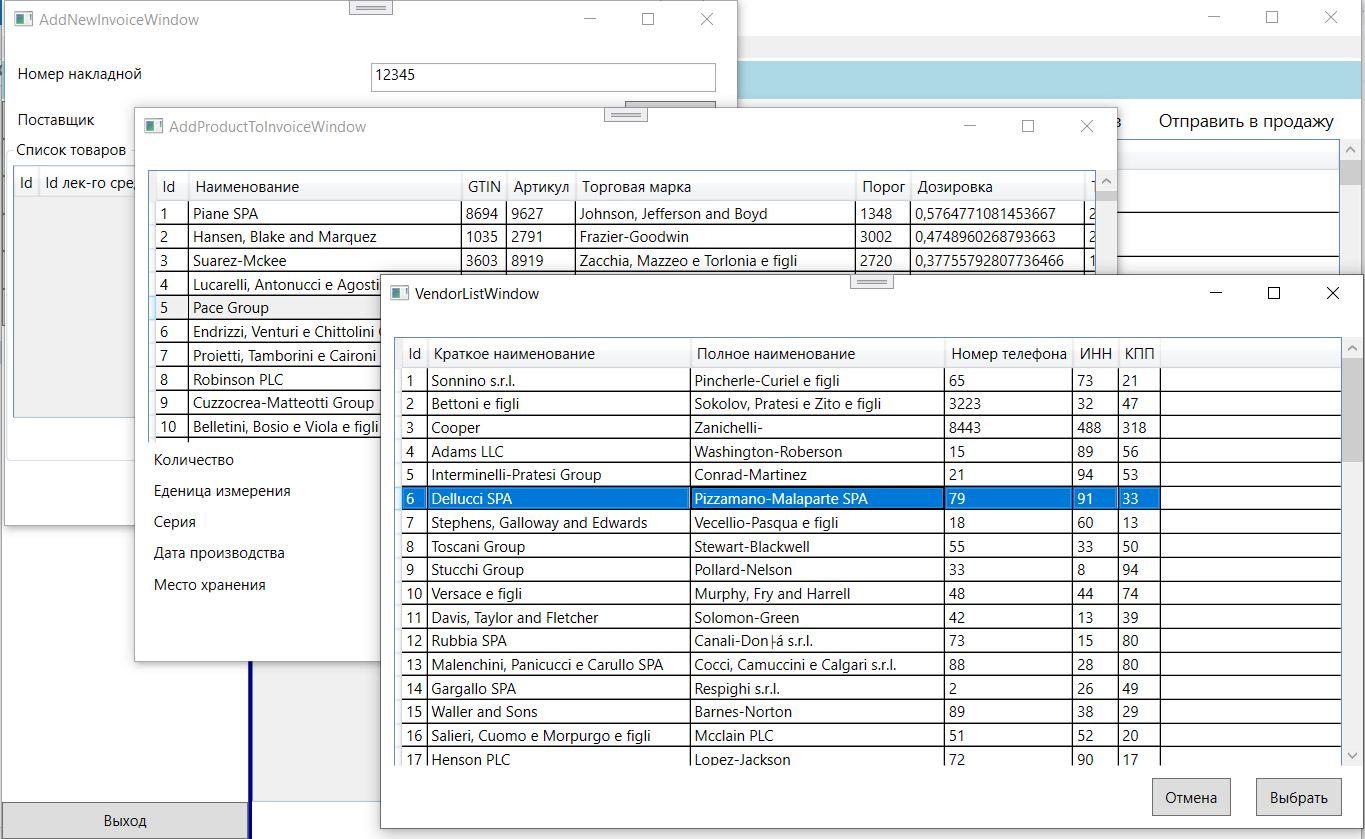 AddNewInvoiceWindow
Номер накладной 12345
Поставщик
Список товаров
Id Id лек-го
Отправить в продажу
AddProductToInvoiceWindow
Id Наименование GTIN Артикул Торговая марка Порог Дозировка
1 Piane SPA 8694 9627 Johnson, Jefferson and Boyd 1348 0,5764771081453667
2 Hansen, Blake and Marquez 1035 2791 Frazier-Goodwin 3002 0,4748960268793663
3 Suarez-Mckee 3603 8919 Zacchia, Mazzeo e Torlonia e figli 2720 0,37755792807736466
4 Lucarelli, Antonucci e Agosti
5 Pace Group
6 Endrizzi, Venturi e Chittolini
7 Proietti, Tamborini e Caironi
8 Robinson PLC
9 Cuzzocrea-Matteotti Group
10 Belletini, Bosio e Viola e figli
Количество
Еденица измерения
Серия
Дата производства
Место хранения
VendorListWindow
Id Краткое наименование Полное наименование Номер телефона ИНН КПП
1 Sonnino s.r.l. Pincherle-Curiel e figli 65 73 21
2 Bettoni e figli Sokolov, Pratesi e Zito e figli 3223 32 47
3 Cooper Zanichelli- 8443 488 318
4 Adams LLC Washington-Roberson 15 89 56
5 Interminelli-Pratesi Group Conrad-Martinez 21 94 53
6 Dellucci SPA Pizzamano-Malaparte SPA 79 91 33
7 Stephens, Galloway and Edwards Vecellio-Pasqua e figli 18 60 13
8 Toscani Group Stewart-Blackwell 55 33 50
9 Stucchi Group Pollard-Nelson 33 8 94
10 Versace e figli Murphy, Fry and Harrell 48 44 74
11 Davis, Taylor and Fletcher Solomon-Green 42 13 39
12 Rubbia SPA Canali-Don├á s.r.l. 73 15 80
13 Malenchini, Panicucci e Carullo SPA Cocci, Camuccini e Calgari s.r.l. 88 28 80
14 Gargallo SPA Respighi s.r.l. 2 26 49
15 Waller and Sons Barnes-Norton 89 38 29
16 Salieri, Cuomo e Morpurgo e figli Mcclain PLC 51 52 20
17 Henson PLC Lopez-Jackson 72 90 17
Отмена Выбрать
Выход